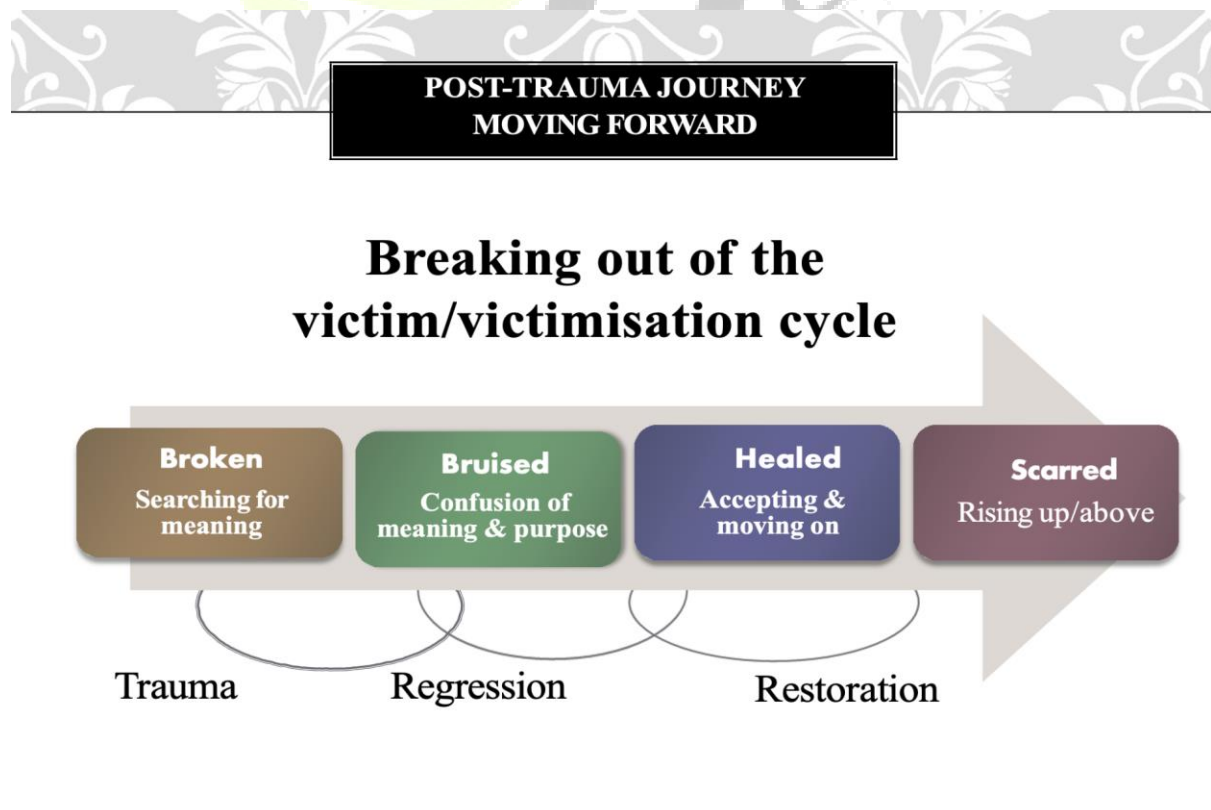 POST-TRAUMA JOURNEY
MOVING FORWARD
Breaking out of the
victim/victimisation cycle
Broken
Searching for
meaning
Bruised
Confusion of
meaning & purpose
Healed
Accepting &
moving on
Scarred
Rising up/above
Trauma
Regression
Restoration